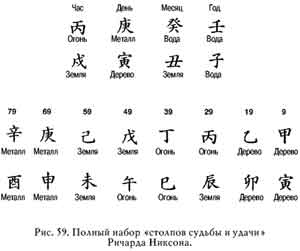 Час День Месяц Год
丙 庚 癸 壬
Огонь Металл Вода Вода
戌 寅 丑 子
Земля Дерево Земля Вода
79 69 59 49 39 29 19 9
辛 庚 己 戊 丁 丙 乙 甲
Металл Металл Земля Земля Огонь Огонь Дерево Дерево
酉 申 未 午 巳 辰 卯 寅
Металл Металл Земля Огонь Огонь Земля Дерево Дерево
Рис. 59. Полный набор «столпов судьбы и удачи»
Ричарда Никсона.